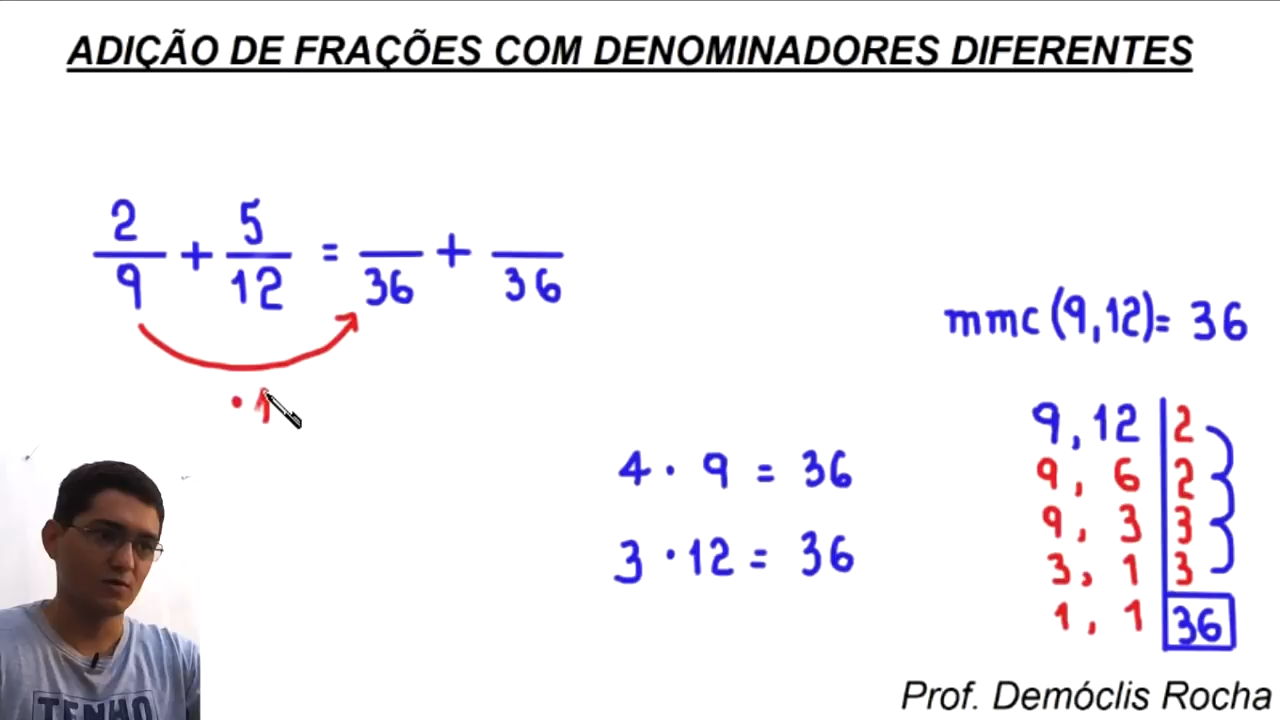 ADIÇÃO DE FRAÇÕES COM DENOMINADORES DIFERENTES
2/9 + 5/12 = /36 + /36
·
mmc (9,12) = 36
9, 12 | 2
9, 6 | 2
9, 3 | 3
3, 1 | 3
1, 1 | 36
4 · 9 = 36
3 · 12 = 36
TENHO
Prof. Demóclis Rocha